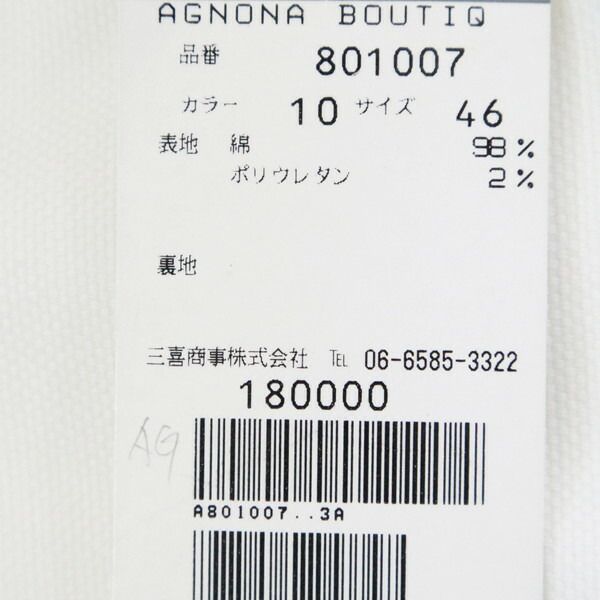 AGNONA BOUTIQ
品番 801007
カラー 10 サイズ 46
表地 綿 98%
ポリウレタン 2%
裏地
三喜商事株式会社 TEL 06-6585-3322
180000
AG
A801007..3A